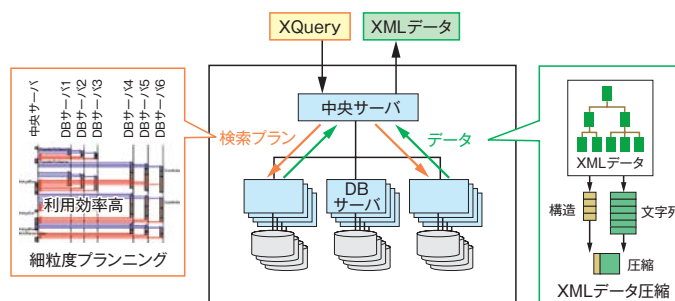 XQuery
XMLデータ
中央サーバ
DBサーバ1
DBサーバ2
DBサーバ3
DBサーバ4
DBサーバ5
DBサーバ6
利用効率高
細粒度プランニング
中央サーバ
検索プラン
データ
DB
サーバ
XMLデータ
構造
文字列
圧縮
XMLデータ圧縮